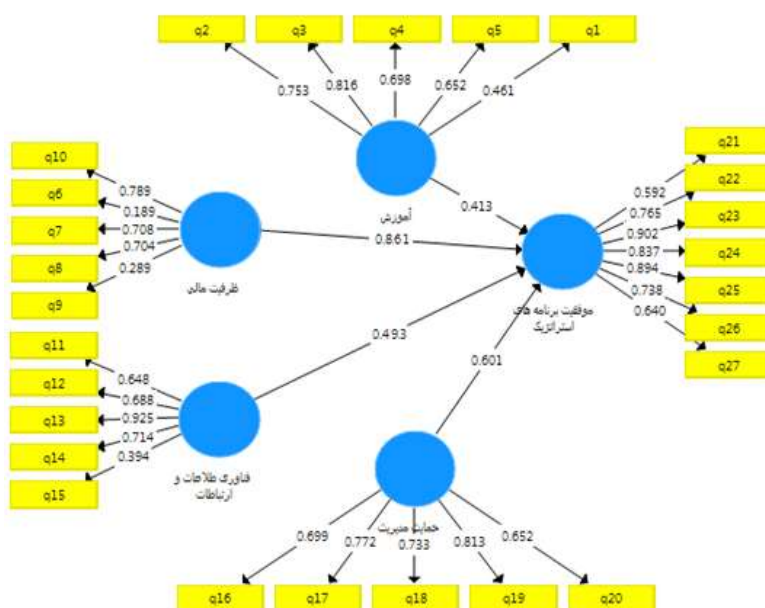 q2
q3
q4
q5
q1
0.753
0.816
0.698
0.652
0.461
آموزش
0.413
q10
q6
q7
q8
q9
0.789
0.189
0.708
0.704
0.289
ظرفیت مالی
0.861
q21
q22
q23
q24
q25
q26
q27
0.592
0.765
0.902
0.837
0.894
0.738
0.640
موفقیت برنامه های
استراتژیک
q11
q12
q13
q14
q15
0.648
0.688
0.925
0.714
0.394
فناوری طلاعات و
ارتباطات
0.493
0.601
حمایت مدیریت
0.699
0.772
0.733
0.813
0.652
q16
q17
q18
q19
q20